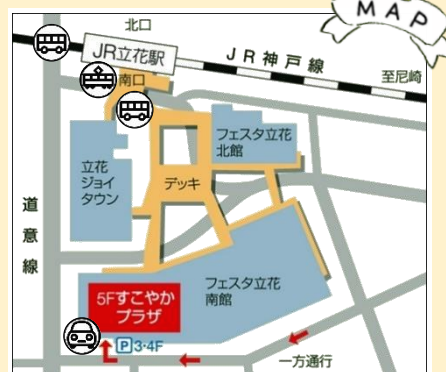 MAP
北口
JR立花駅
JR神戸線
南口
至尼崎
フェスタ立花
北館
立花
ジョイ
タウン
デッキ
道意線
フェスタ立花
南館
5Fすこやか
プラザ
P3・4F
一方通行